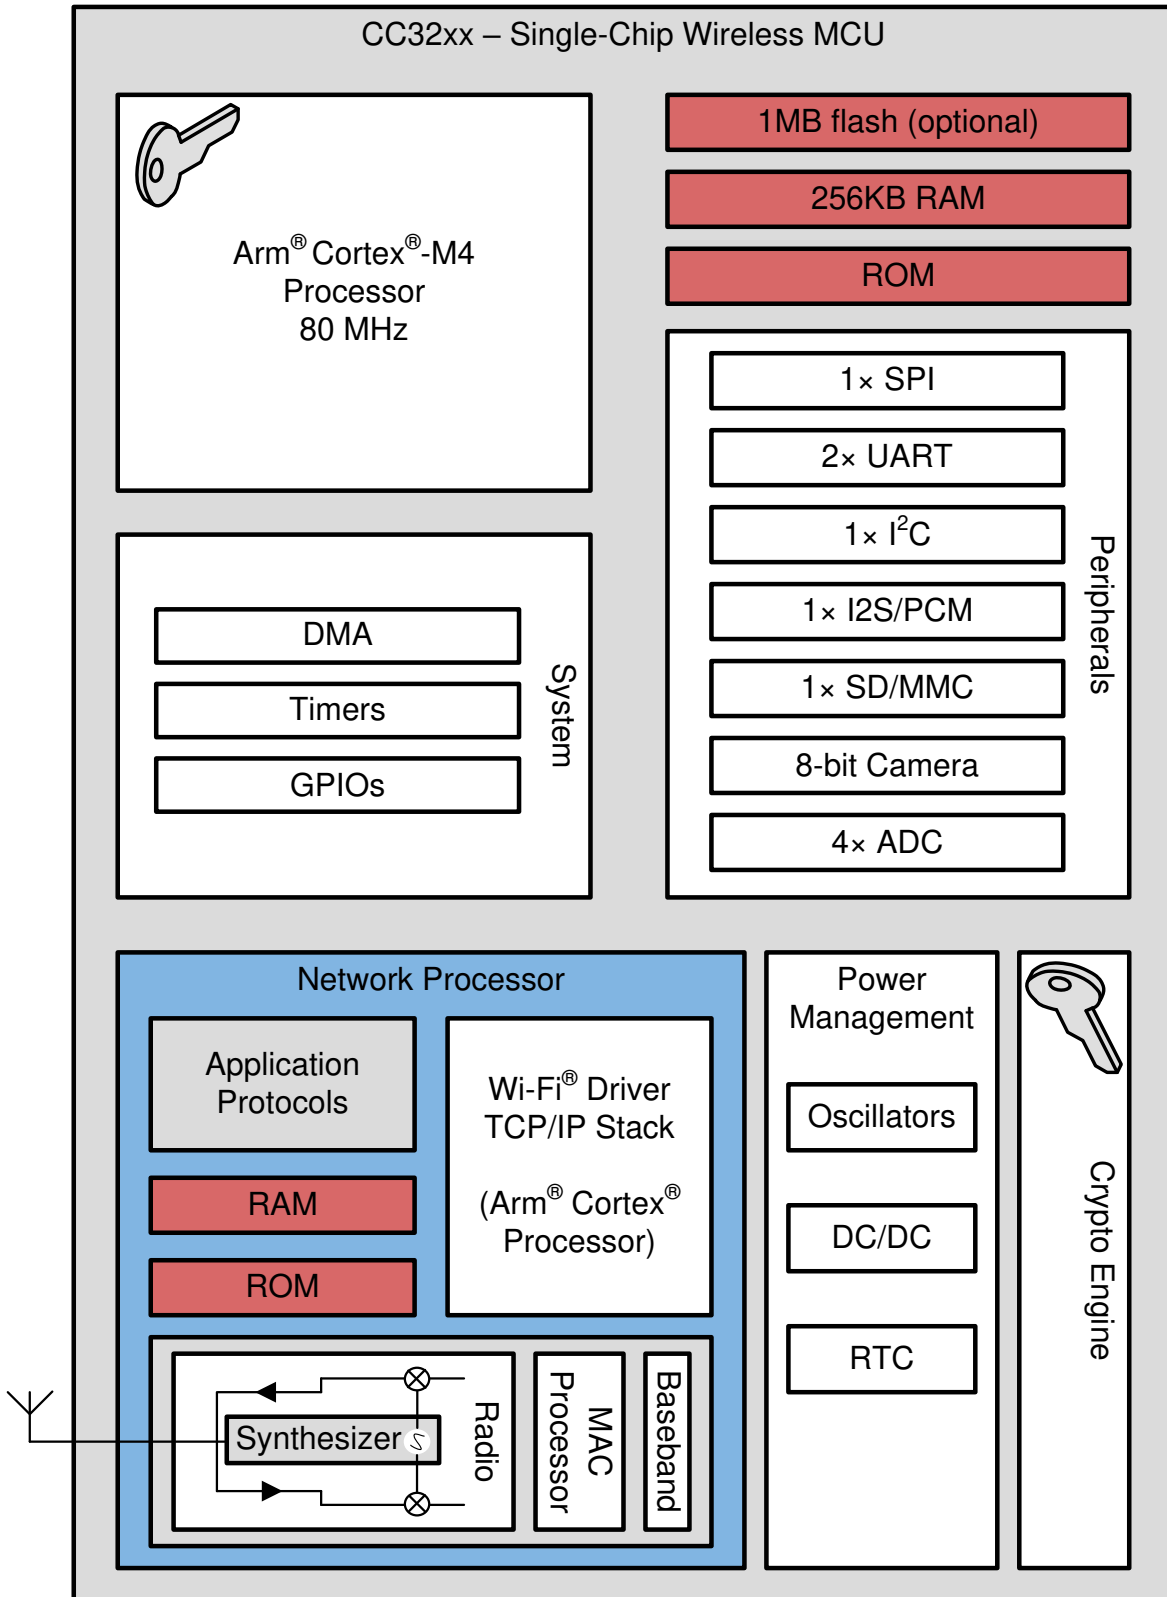 CC32xx – Single-Chip Wireless MCU
Arm® Cortex®-M4
Processor
80 MHz
1MB flash (optional)
256KB RAM
ROM
1× SPI
2× UART
1× I²C
1× I2S/PCM
1× SD/MMC
8-bit Camera
4× ADC
Peripherals
DMA
Timers
GPIOs
System
Network Processor
Application
Protocols
RAM
ROM
Wi-Fi® Driver
TCP/IP Stack
(Arm® Cortex®
Processor)
Synthesizer
Radio
MAC
Processor
Baseband
Power
Management
Oscillators
DC/DC
RTC
Crypto Engine